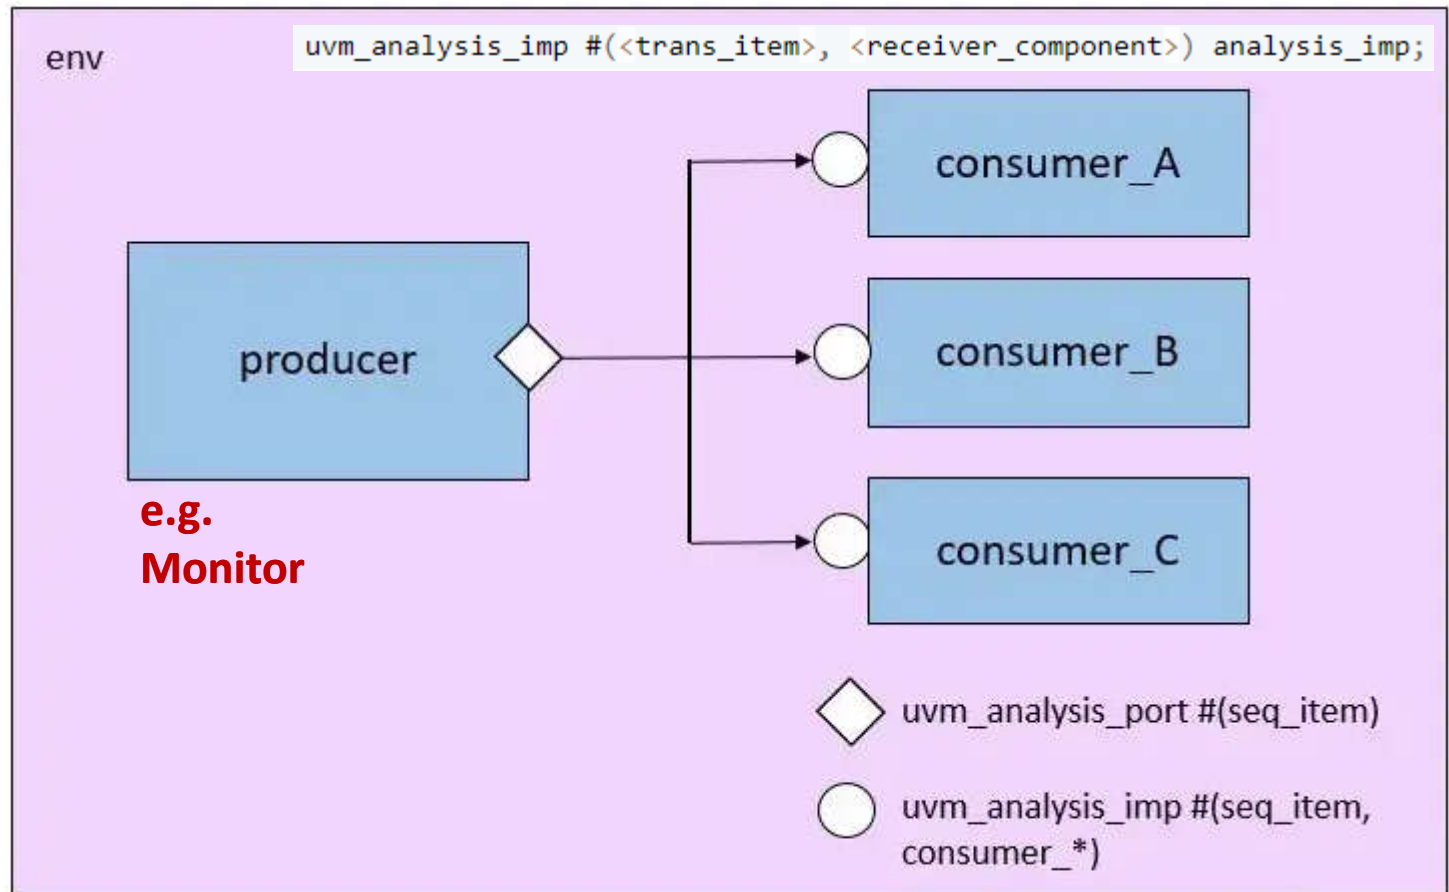 env
uvm_analysis_imp #(<trans_item>, <receiver_component>) analysis_imp;
consumer_A
producer
consumer_B
e.g.
Monitor
consumer_C
uvm_analysis_port #(seq_item)
uvm_analysis_imp #(seq_item,
consumer_*)